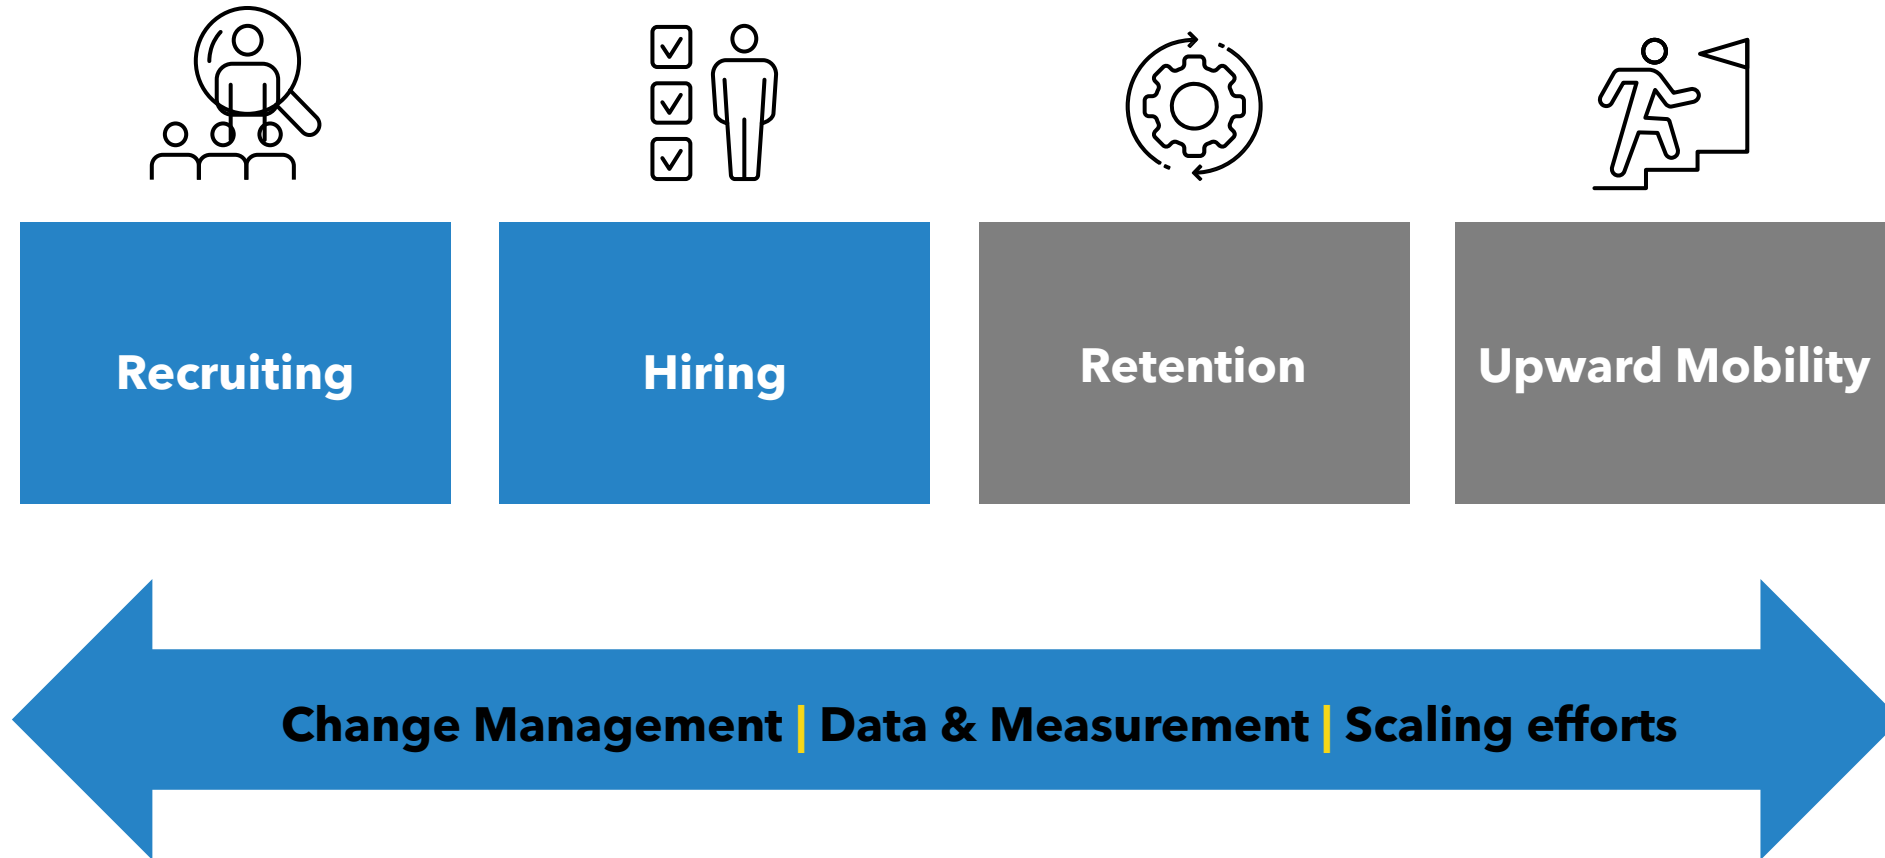 Recruiting
Hiring
Retention
Upward Mobility
Change Management | Data & Measurement | Scaling efforts